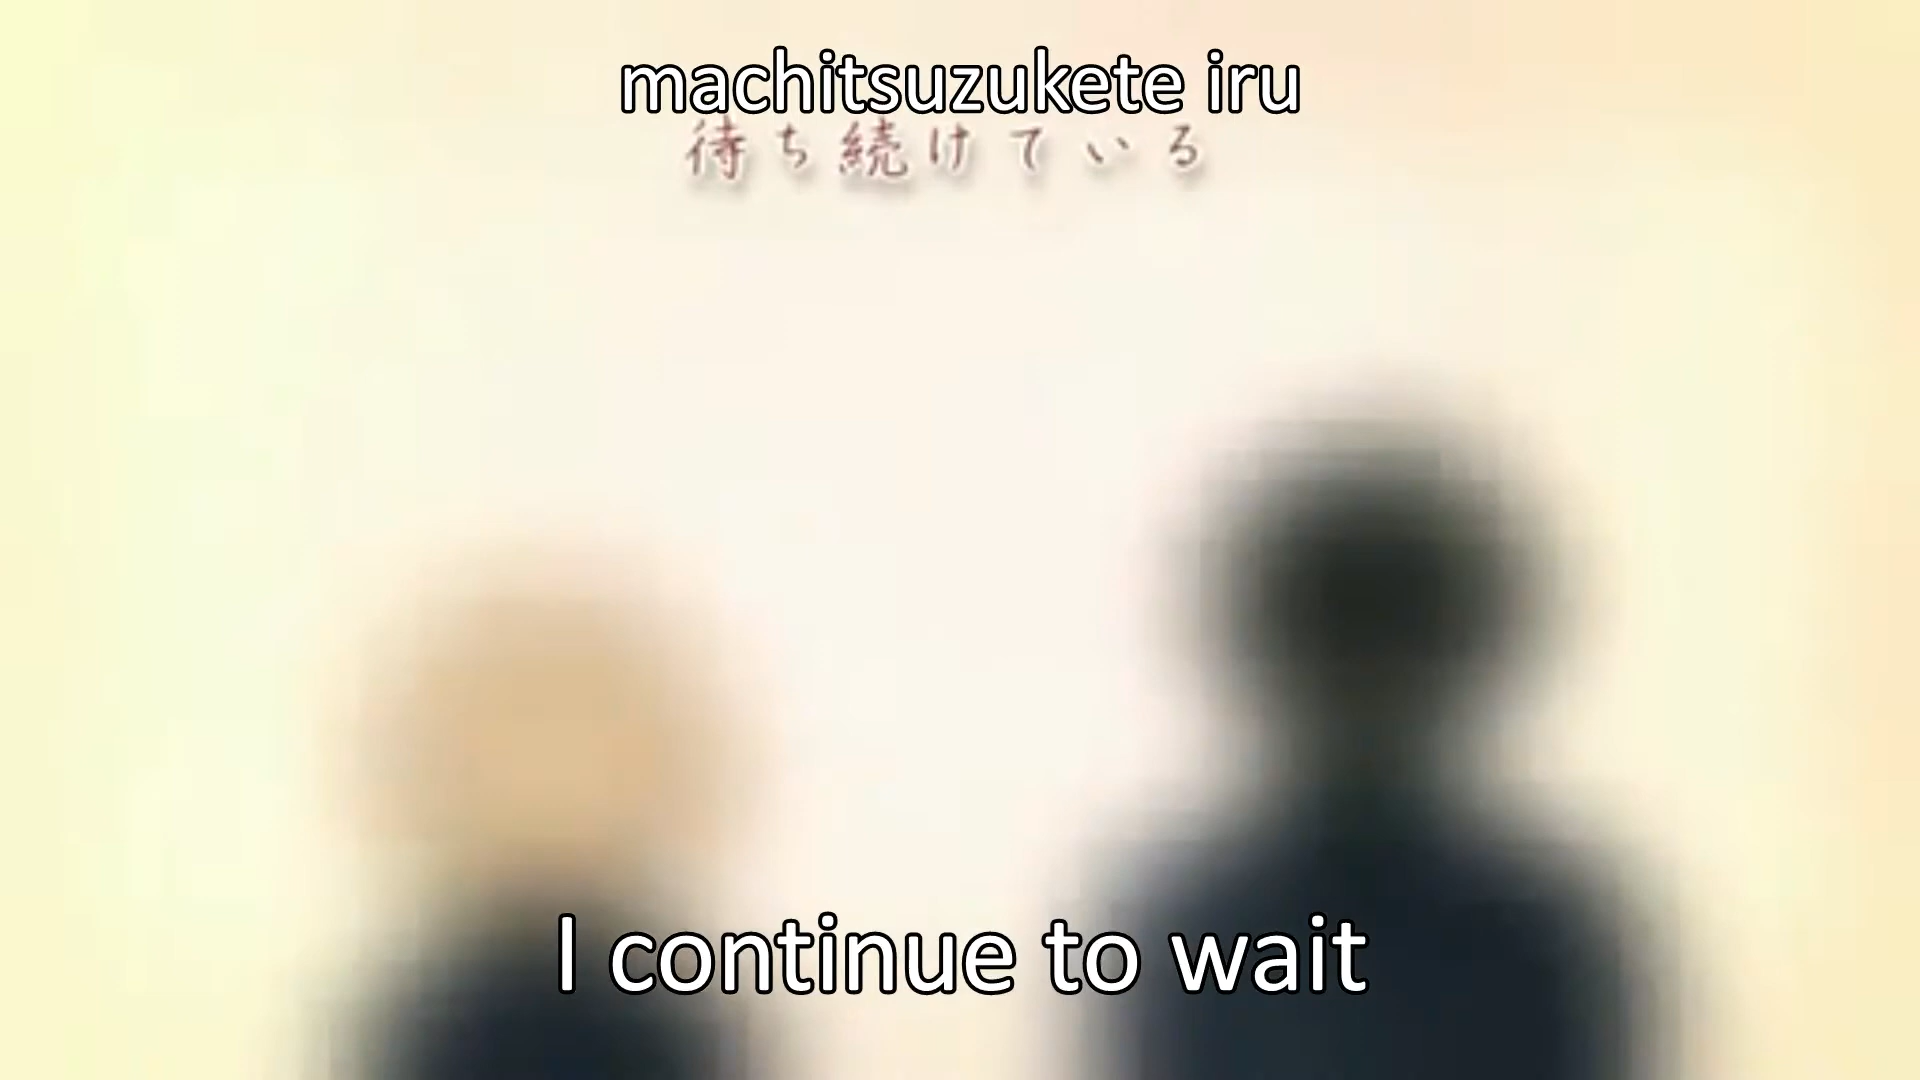 machitsuzukete iru
待ち続けている
I continue to wait